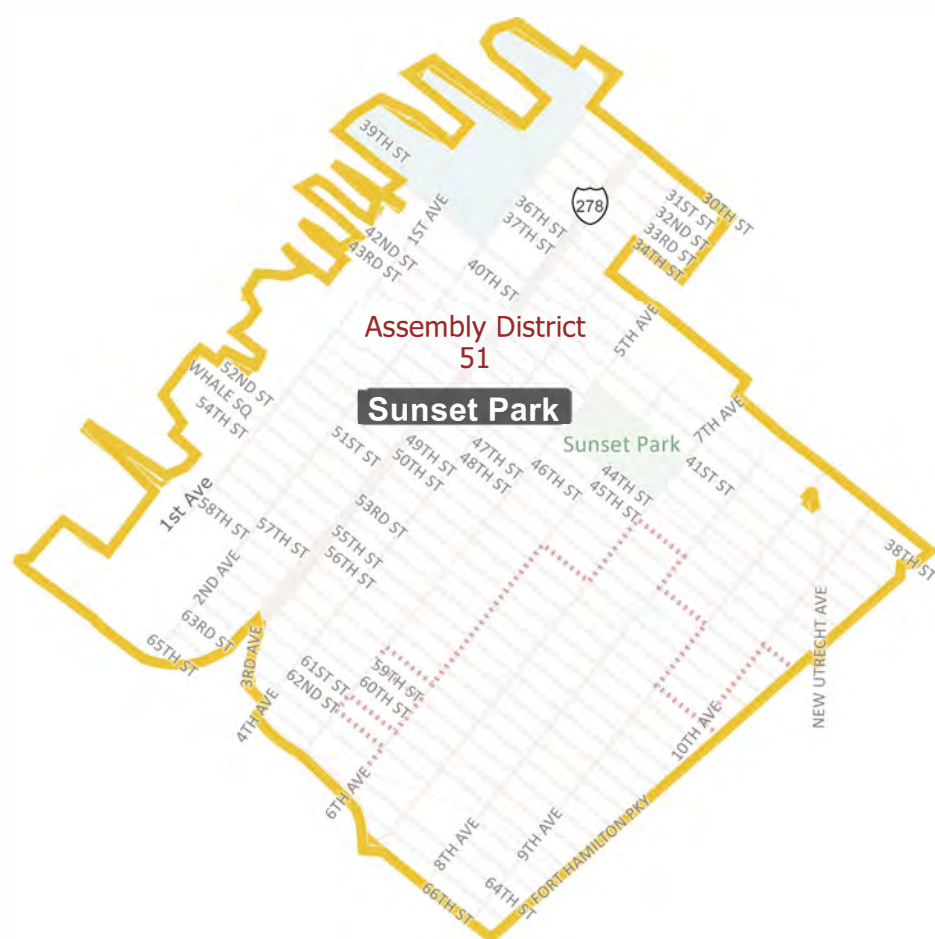 39TH ST
1ST AVE
42ND ST
43RD ST
36TH ST
37TH ST
278
30TH ST
31ST ST
32ND ST
33RD ST
34TH ST
40TH ST
5TH AVE
Assembly District
51
Sunset Park
Sunset Park
52ND ST
WHALE SQ
54TH ST
7TH AVE
41ST ST
51ST ST
49TH ST
50TH ST
47TH ST
48TH ST
46TH ST
44TH ST
45TH ST
1st Ave
58TH ST
57TH ST
53RD ST
55TH ST
56TH ST
38TH ST
2ND AVE
63RD ST
65TH ST
3RD AVE
4TH AVE
61ST ST
62ND ST
59TH ST
60TH ST
NEW UTRECHT AVE
10TH AVE
6TH AVE
8TH AVE
9TH AVE
FORT HAMILTON PKY
64TH ST
66TH ST